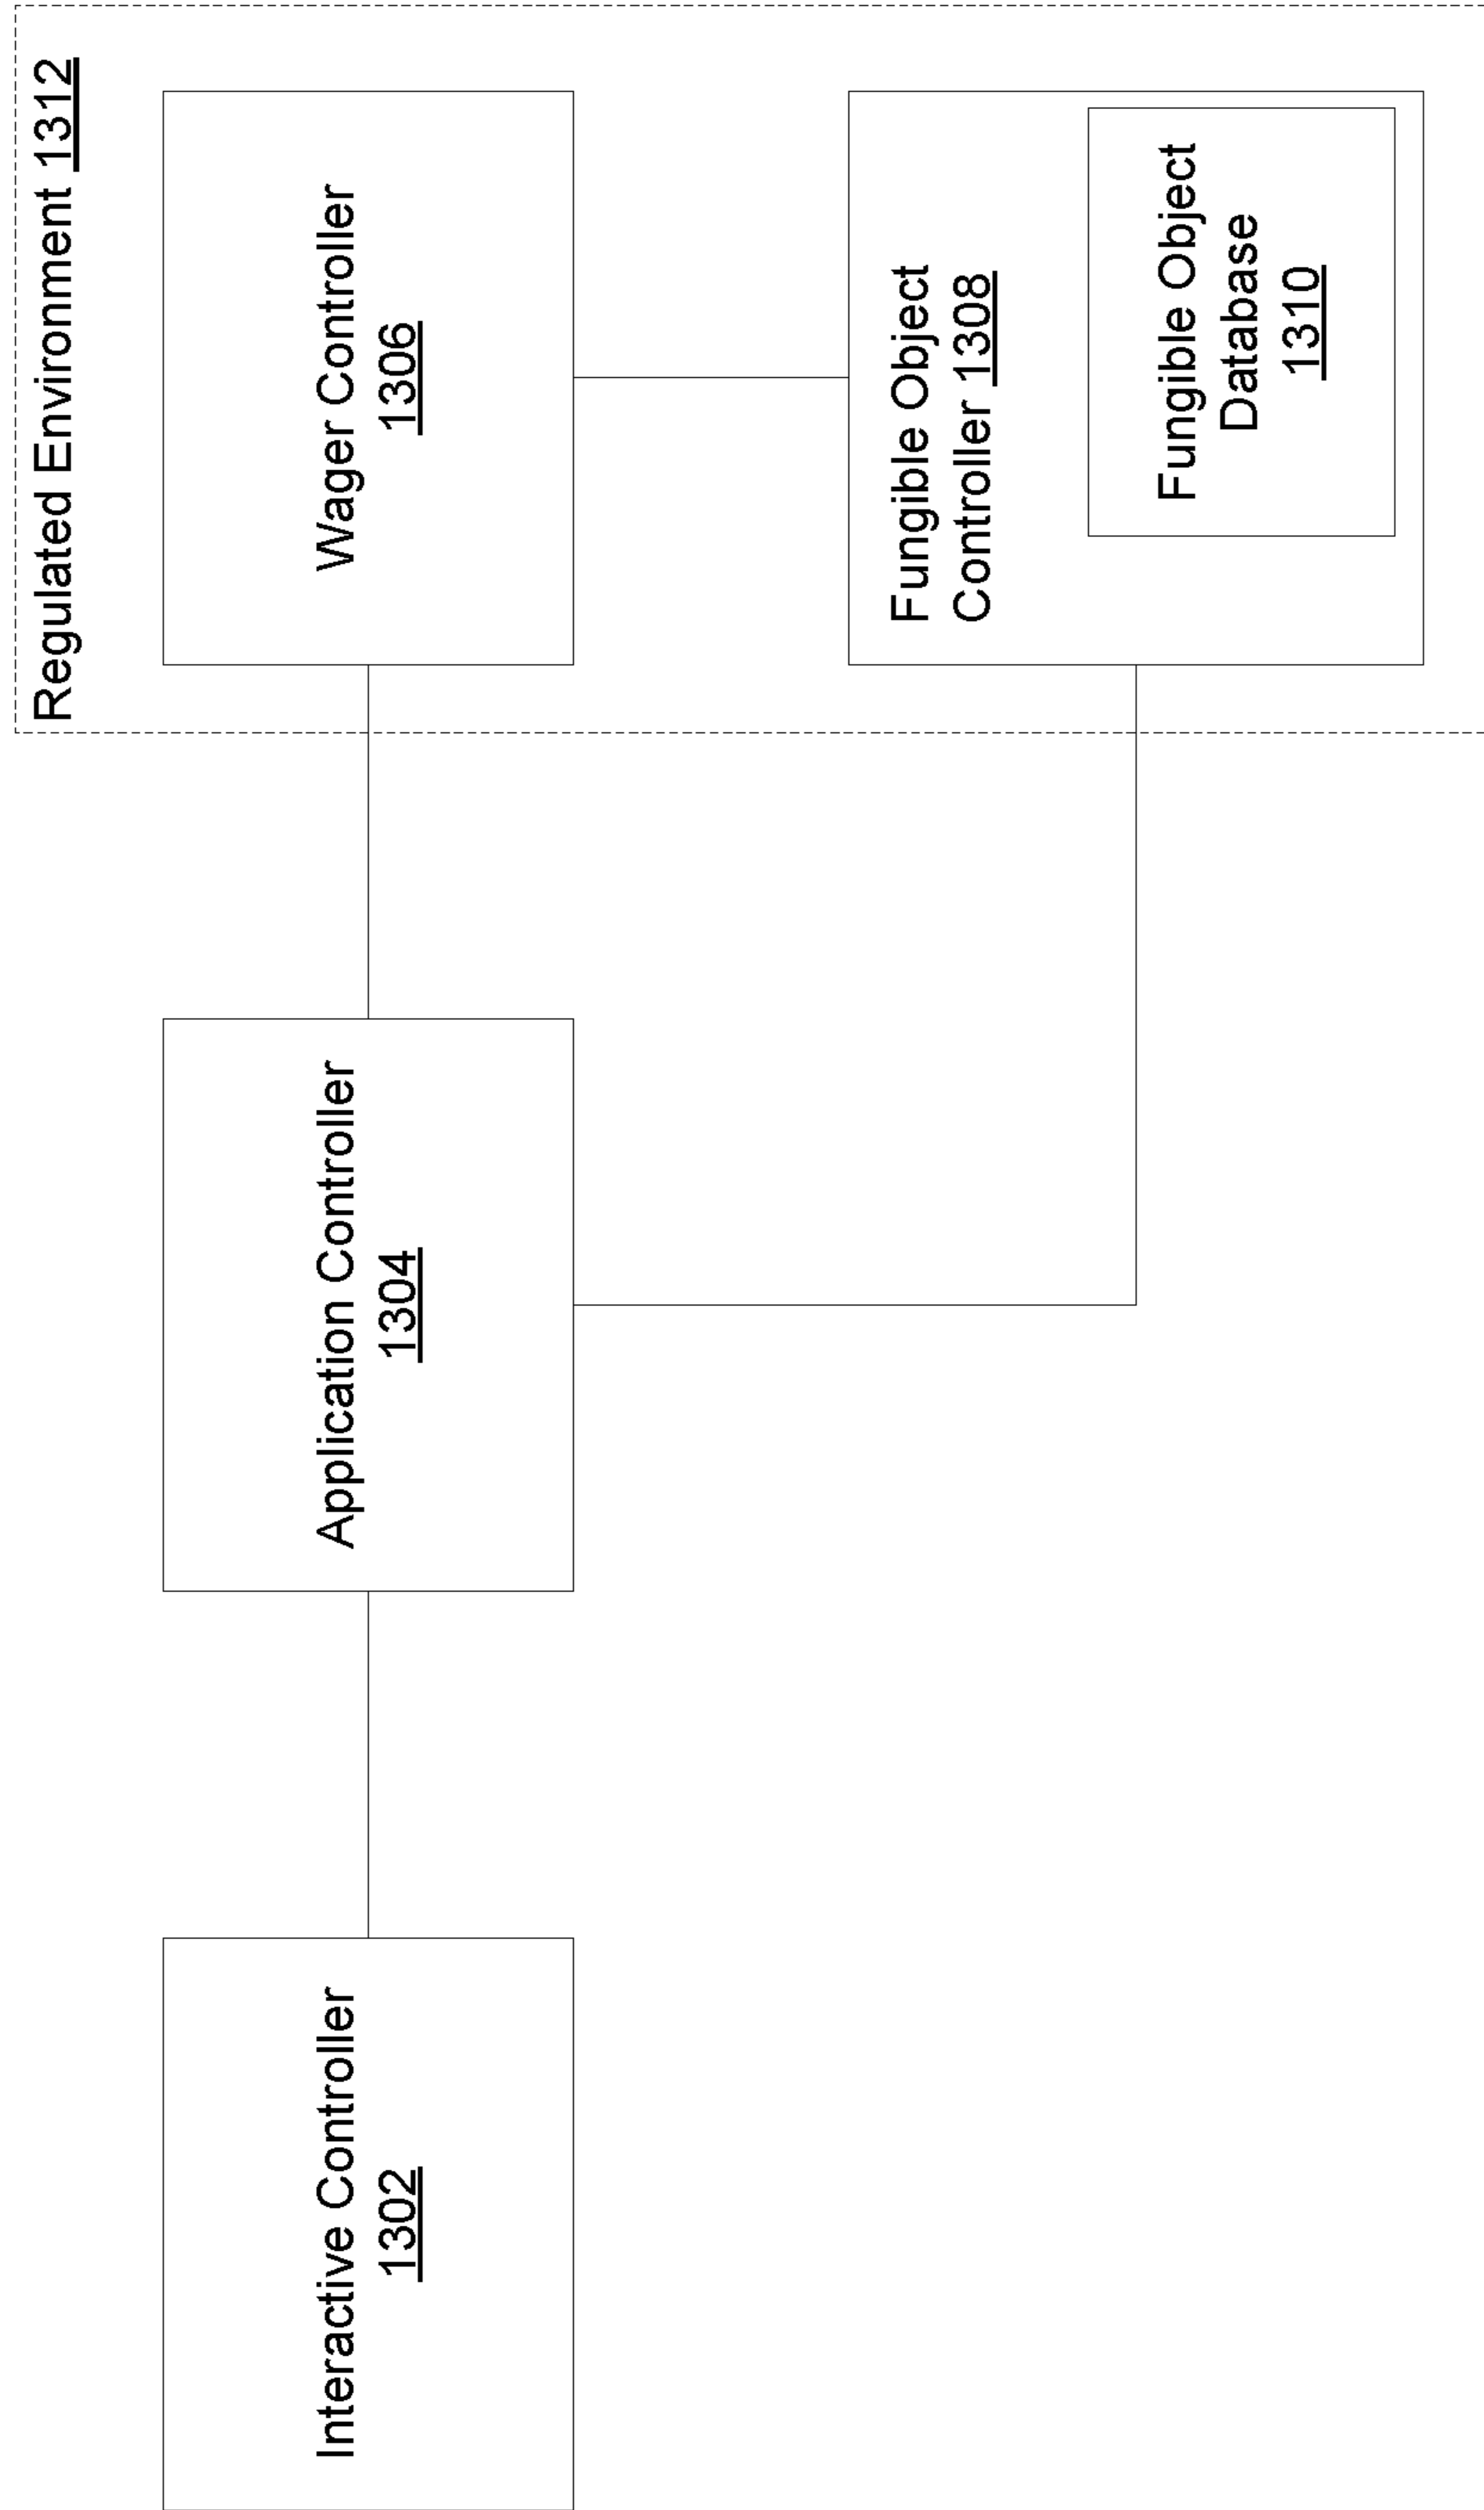 Regulated Environment 1312
Interactive Controller
1302
Application Controller
1304
Wager Controller
1306
Fungible Object
Controller 1308
Fungible Object
Database
1310